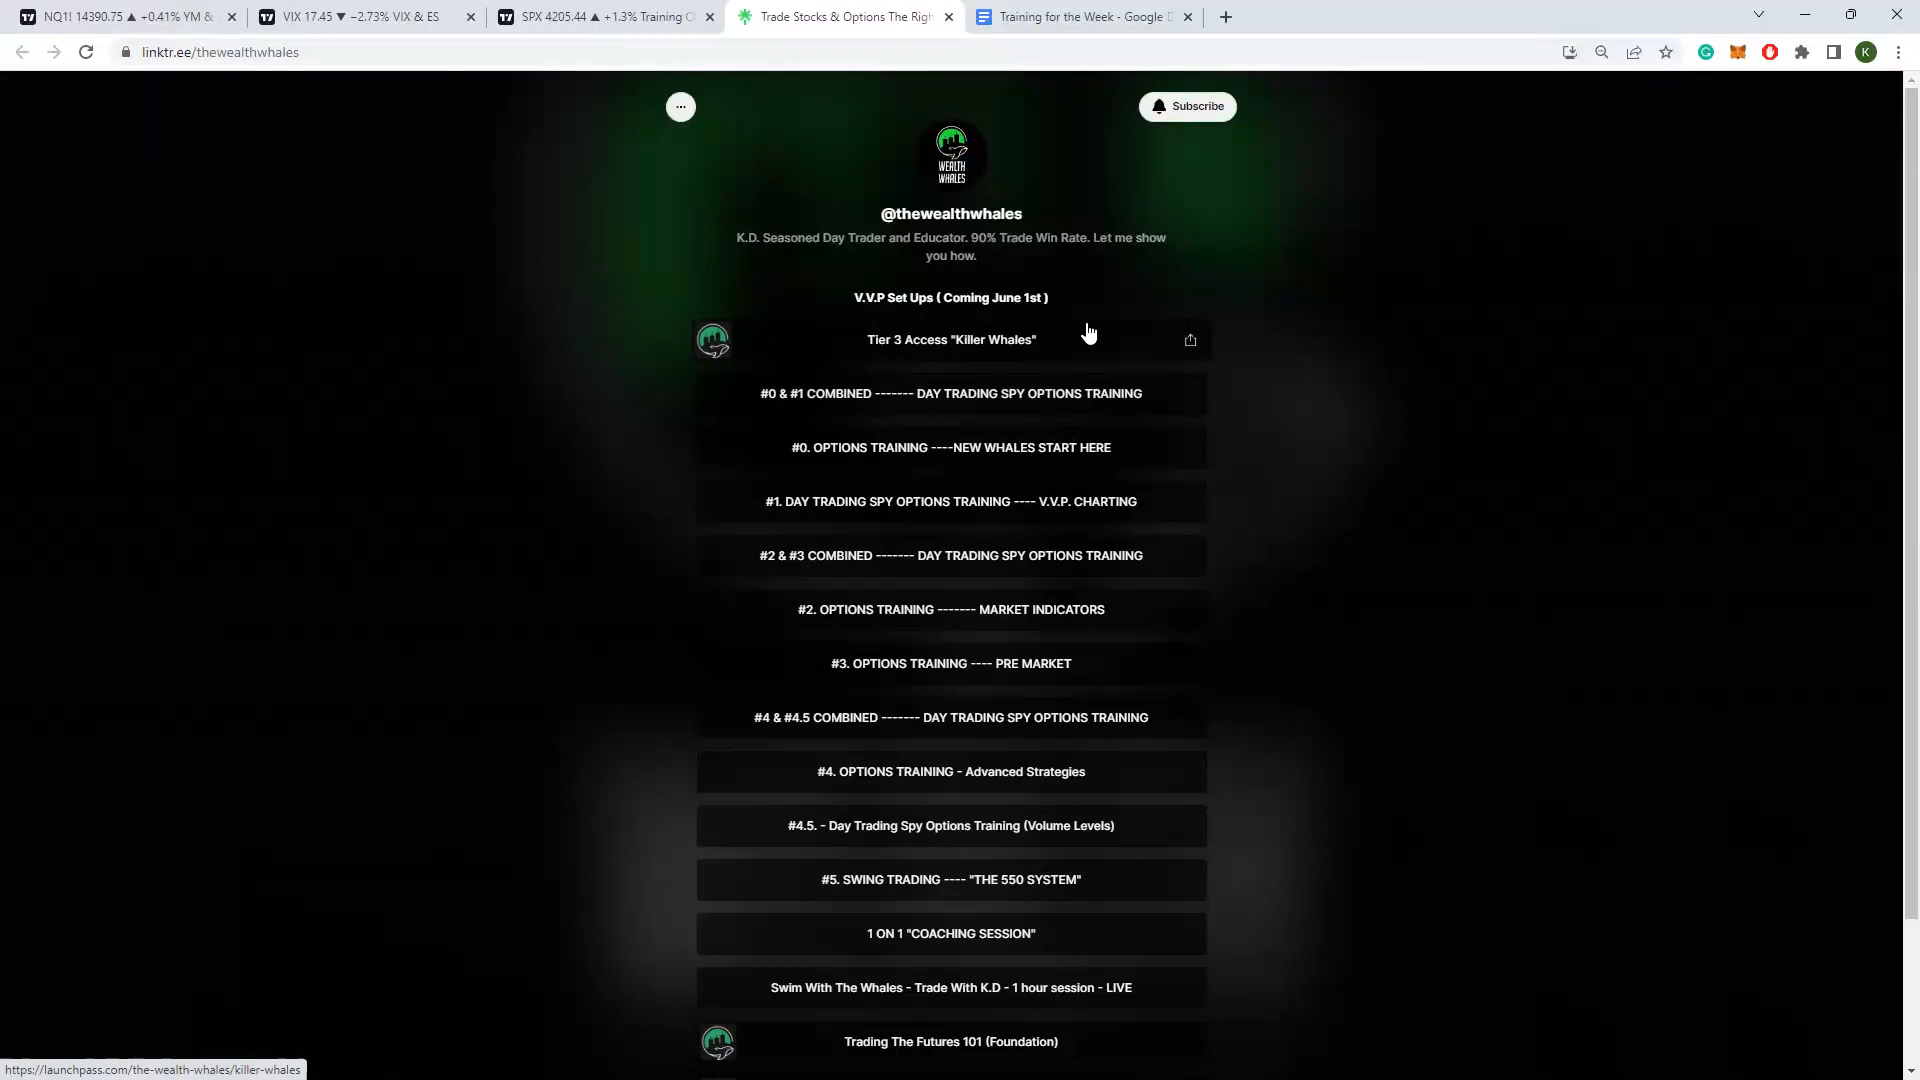 NQ1! 14390.75 ▲ +0.41% YM &
VIX 17.45 ▼ −2.73% VIX & ES
SPX 4205.44 ▲ +1.3% Training C
Trade Stocks & Options The Righ
Training for the Week - Google D
linktr.ee/thewealthwhales
K
Subscribe
WEALTH
WHALES
@thewealthwhales
K.D. Seasoned Day Trader and Educator. 90% Trade Win Rate. Let me show
you how.
V.V.P Set Ups ( Coming June 1st )
Tier 3 Access "Killer Whales"
#0 & #1 COMBINED ------- DAY TRADING SPY OPTIONS TRAINING
#0. OPTIONS TRAINING ----NEW WHALES START HERE
#1. DAY TRADING SPY OPTIONS TRAINING ---- V.V.P. CHARTING
#2 & #3 COMBINED ------- DAY TRADING SPY OPTIONS TRAINING
#2. OPTIONS TRAINING ------- MARKET INDICATORS
#3. OPTIONS TRAINING ---- PRE MARKET
#4 & #4.5 COMBINED ------- DAY TRADING SPY OPTIONS TRAINING
#4. OPTIONS TRAINING - Advanced Strategies
#4.5. - Day Trading Spy Options Training (Volume Levels)
#5. SWING TRADING ---- "THE 550 SYSTEM"
1 ON 1 "COACHING SESSION"
Swim With The Whales - Trade With K.D - 1 hour session - LIVE
Trading The Futures 101 (Foundation)
https://launchpass.com/the-wealth-whales/killer-whales